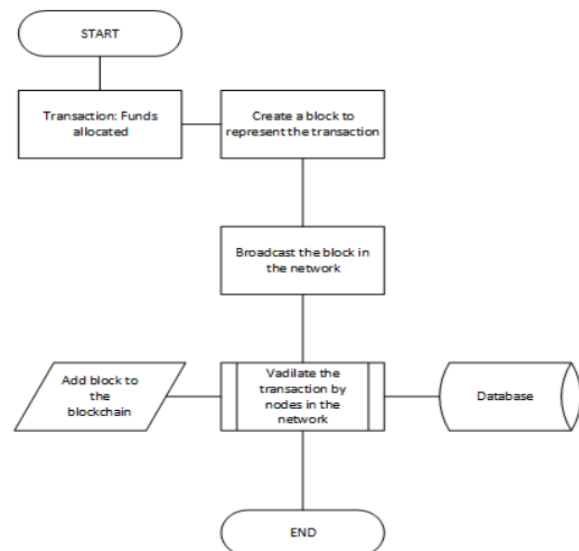 START
Transaction: Funds
allocated
Create a block to
represent the transaction
Broadcast the block in
the network
Add block to
the
blockchain
Vadilate the
transaction by
nodes in the
network
Database
END